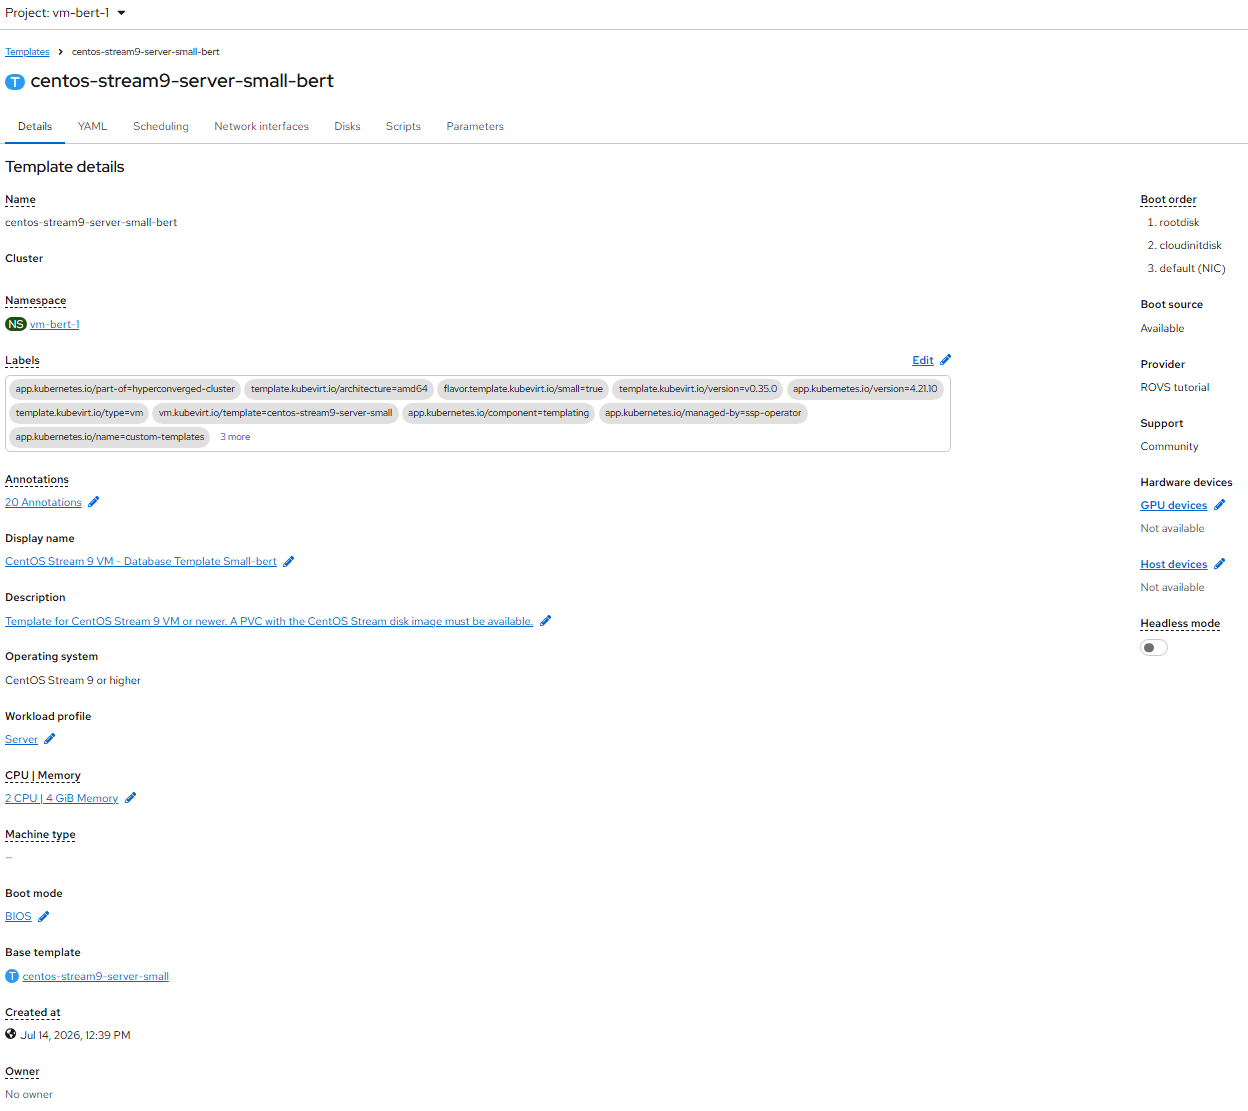 Project: vm-bert-1
Templates > centos-stream9-server-small-bert
T centos-stream9-server-small-bert
Details YAML Scheduling Network interfaces Disks Scripts Parameters
Template details
Name
centos-stream9-server-small-bert
Cluster
Namespace
NS vm-bert-1
Labels Edit
app.kubernetes.io/part-of=hyperconverged-cluster template.kubevirt.io/architecture=amd64 flavor.template.kubevirt.io/small=true template.kubevirt.io/version=v0.35.0 app.kubernetes.io/version=4.21.10
template.kubevirt.io/type=vm vm.kubevirt.io/template=centos-stream9-server-small app.kubernetes.io/component=templating app.kubernetes.io/managed-by=ssp-operator
app.kubernetes.io/name=custom-templates 3 more
Annotations
20 Annotations
Display name
CentOS Stream 9 VM - Database Template Small-bert
Description
Template for CentOS Stream 9 VM or newer. A PVC with the CentOS Stream disk image must be available.
Operating system
CentOS Stream 9 or higher
Workload profile
Server
CPU | Memory
2 CPU | 4 GiB Memory
Machine type
–
Boot mode
BIOS
Base template
T centos-stream9-server-small
Created at
Jul 14, 2026, 12:39 PM
Owner
No owner
Boot order
1. rootdisk
2. cloudinitdisk
3. default (NIC)
Boot source
Available
Provider
ROVS tutorial
Support
Community
Hardware devices
GPU devices
Not available
Host devices
Not available
Headless mode